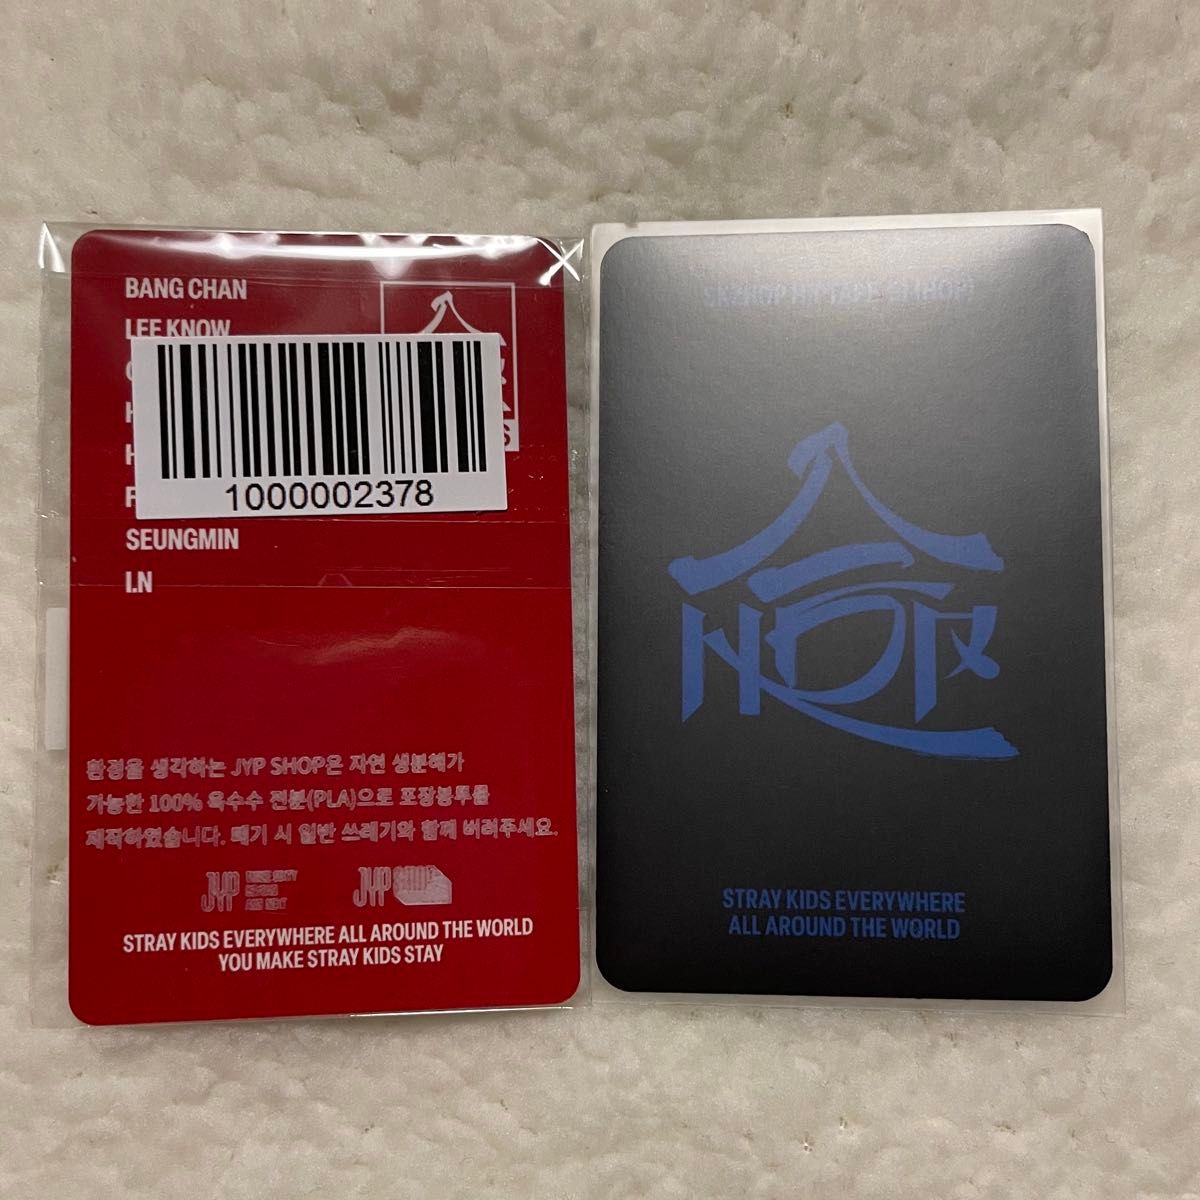 BANG CHAN
LEE KNOW
C
H
H
F
SEUNGMIN
I.N
S
1000002378
환경을 생각하는 JYP SHOP은 자연 생분해가
가능한 100% 옥수수 전분(PLA)으로 포장봉투를
제작하였습니다. 폐기 시 일반 쓰레기와 함께 버려주세요.
JYP
JYP SHOP
STRAY KIDS EVERYWHERE ALL AROUND THE WORLD
YOU MAKE STRAY KIDS STAY
STRAY KIDS EVERYWHERE
ALL AROUND THE WORLD